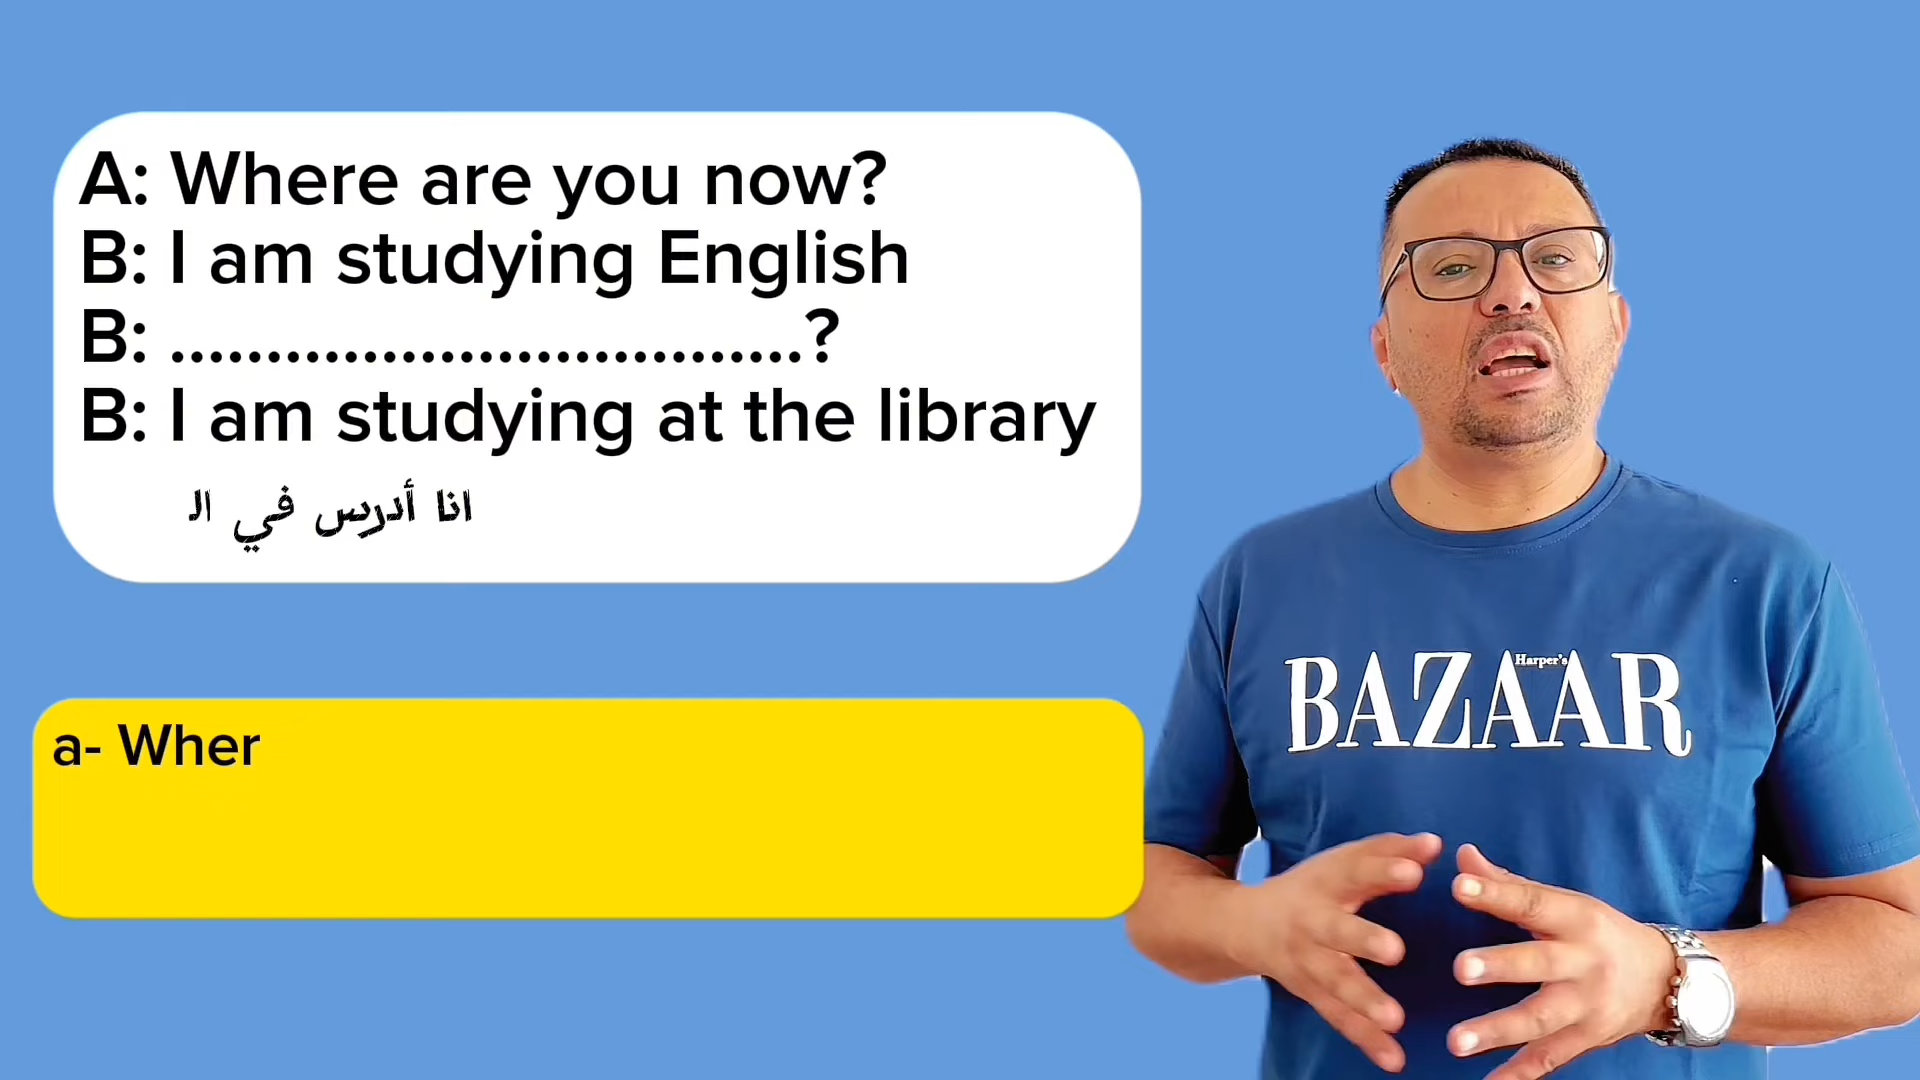 A: Where are you now?
B: I am studying English
B: .................................?
B: I am studying at the library
انا أدرس في ال
a- Wher
Harper's
BAZAAR